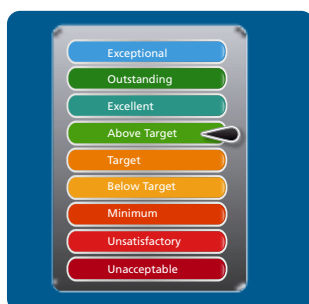 Exceptional
Outstanding
Excellent
Above Target
Target
Below Target
Minimum
Unsatisfactory
Unacceptable